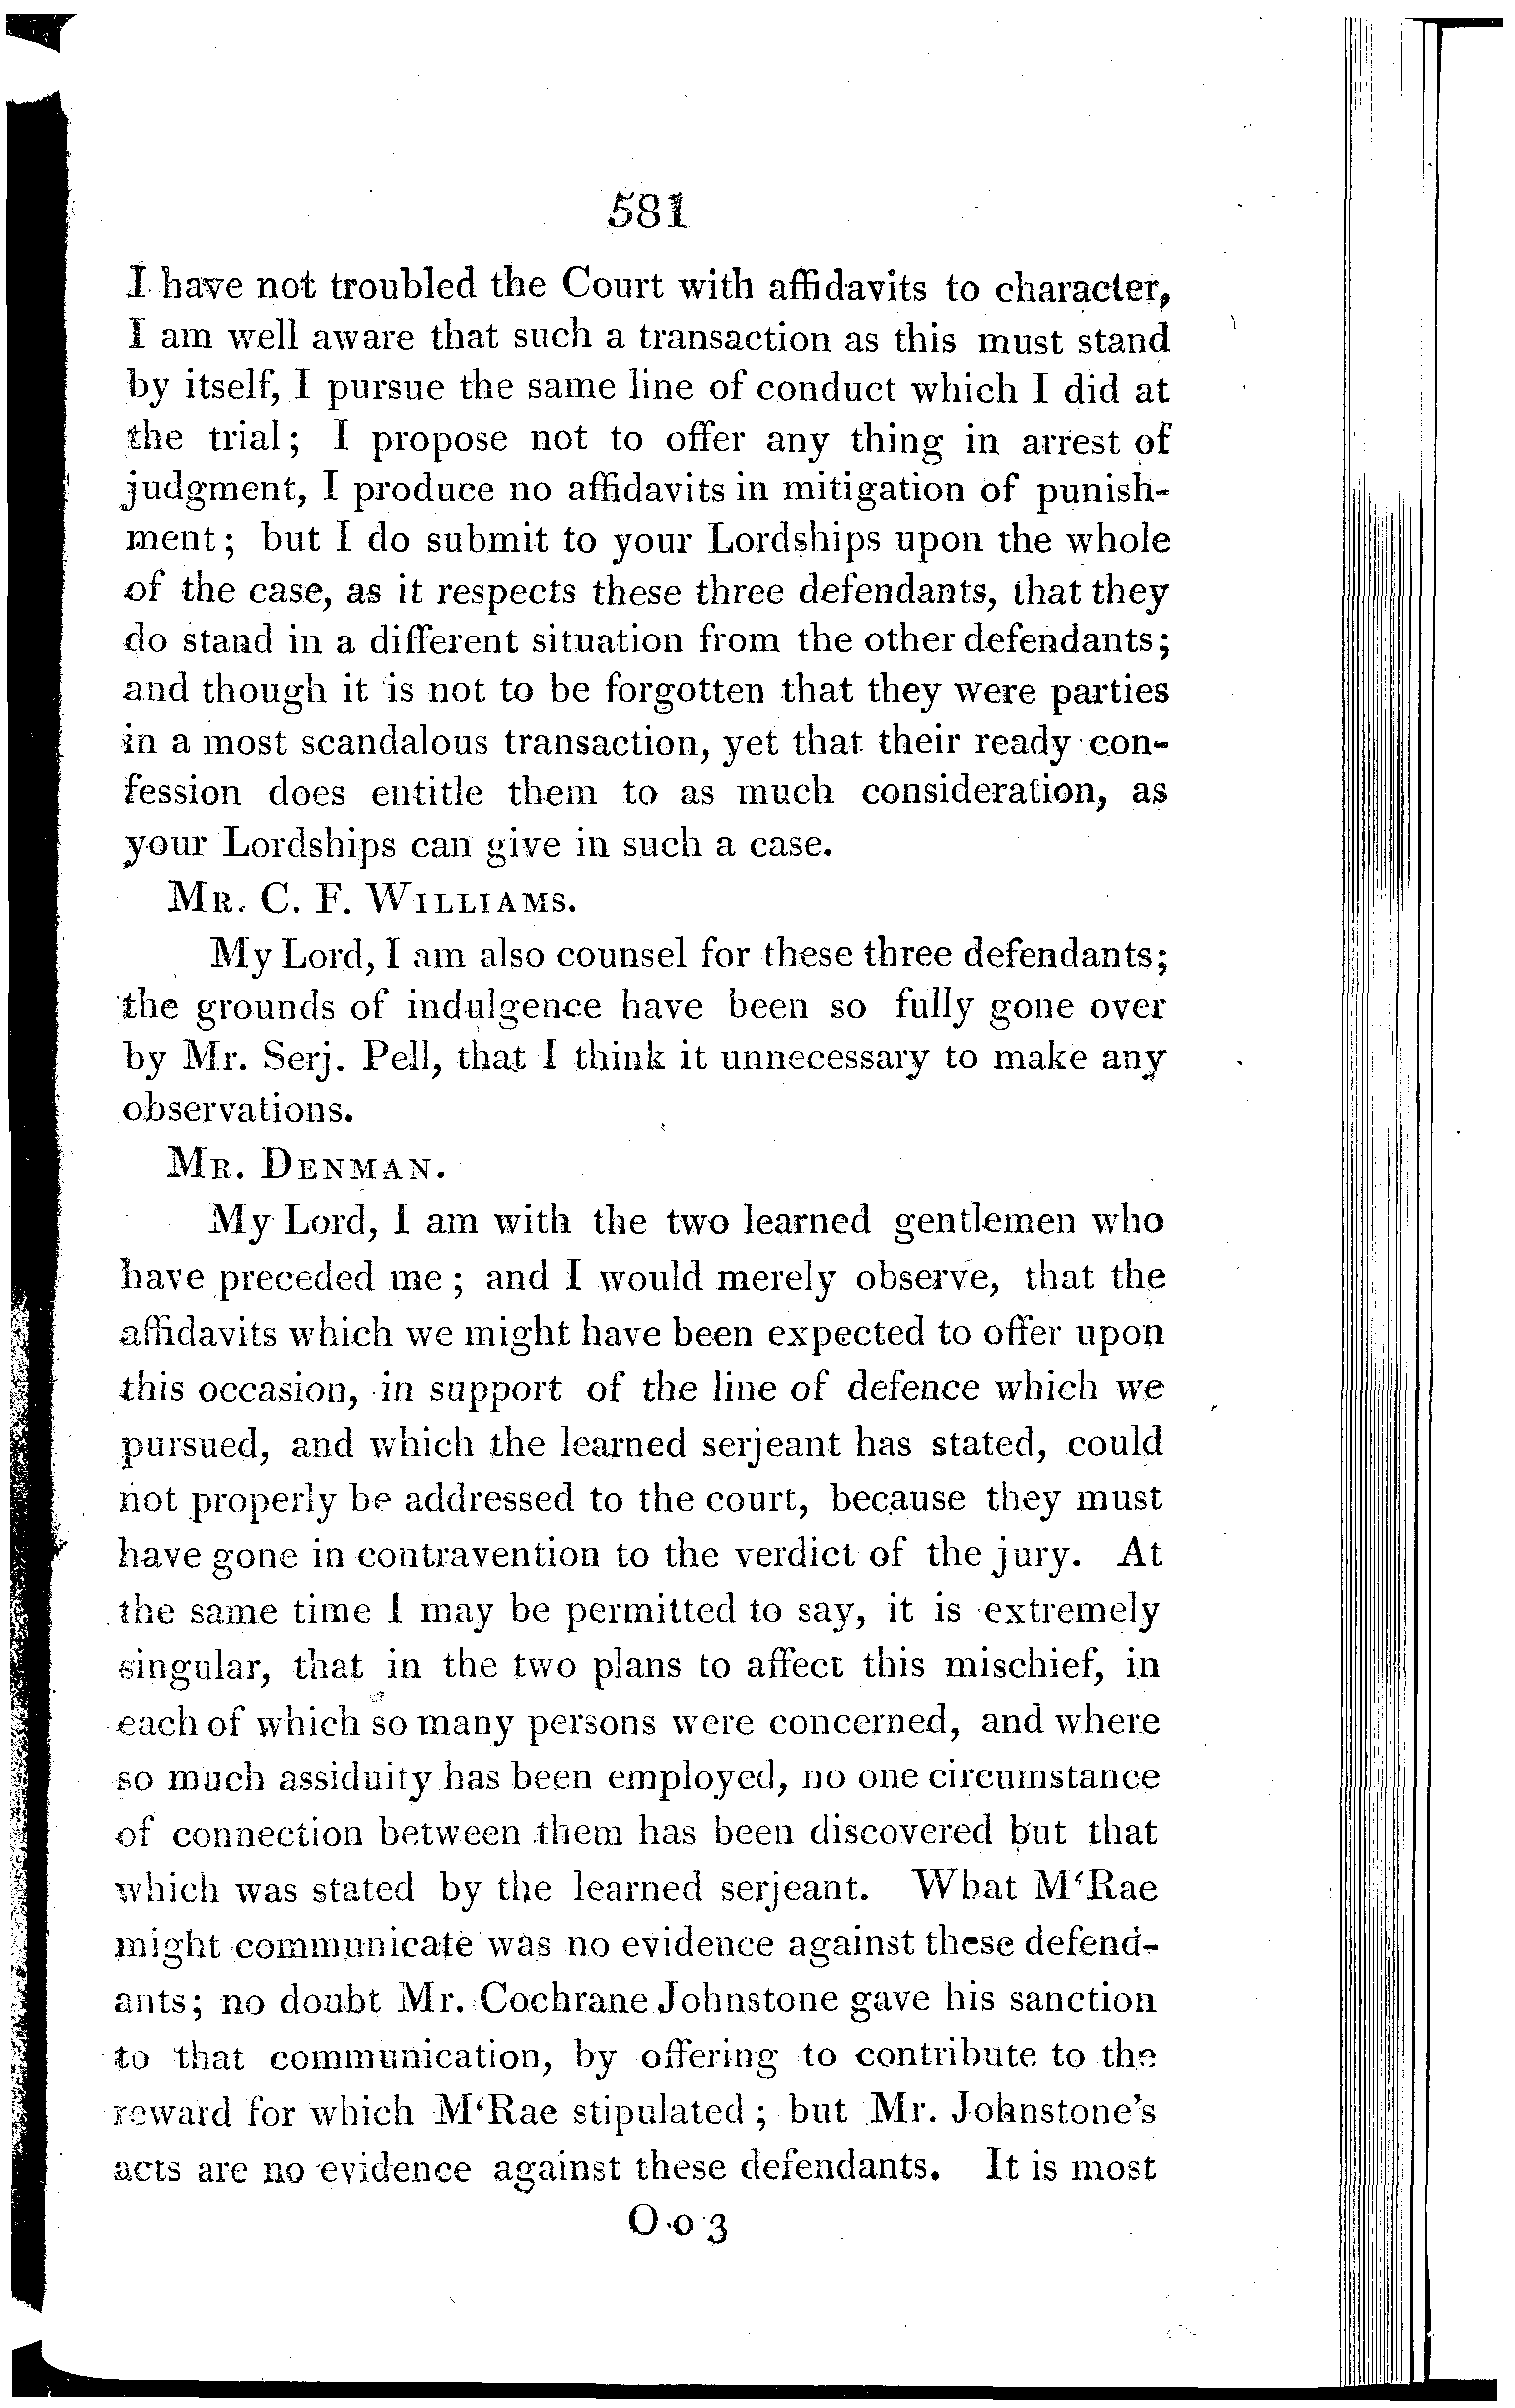 581
I have not troubled the Court with affidavits to character,
I am well aware that such a transaction as this must stand
by itself, I pursue the same line of conduct which I did at
the trial; I propose not to offer any thing in arrest of
judgment, I produce no affidavits in mitigation of punish-
ment; but I do submit to your Lordships upon the whole
of the case, as it respects these three defendants, that they
do stand in a different situation from the other defendants;
and though it is not to be forgotten that they were parties
in a most scandalous transaction, yet that their ready con-
fession does entitle them to as much consideration, as
your Lordships can give in such a case.
MR. C. F. WILLIAMS.
My Lord, I am also counsel for these three defendants;
the grounds of indulgence have been so fully gone over
by Mr. Serj. Pell, that I think it unnecessary to make any
observations.
MR. DENMAN.
My Lord, I am with the two learned gentlemen who
have preceded me; and I would merely observe, that the
affidavits which we might have been expected to offer upon
this occasion, in support of the line of defence which we
pursued, and which the learned serjeant has stated, could
not properly be addressed to the court, because they must
have gone in contravention to the verdict of the jury. At
the same time I may be permitted to say, it is extremely
singular, that in the two plans to affect this mischief, in
each of which so many persons were concerned, and where
so much assiduity has been employed, no one circumstance
of connection between them has been discovered but that
which was stated by the learned serjeant. What M‘Rae
might communicate was no evidence against these defend-
ants; no doubt Mr. Cochrane Johnstone gave his sanction
to that communication, by offering to contribute to the
reward for which M‘Rae stipulated; but Mr. Johnstone's
acts are no evidence against these defendants. It is most
O o 3